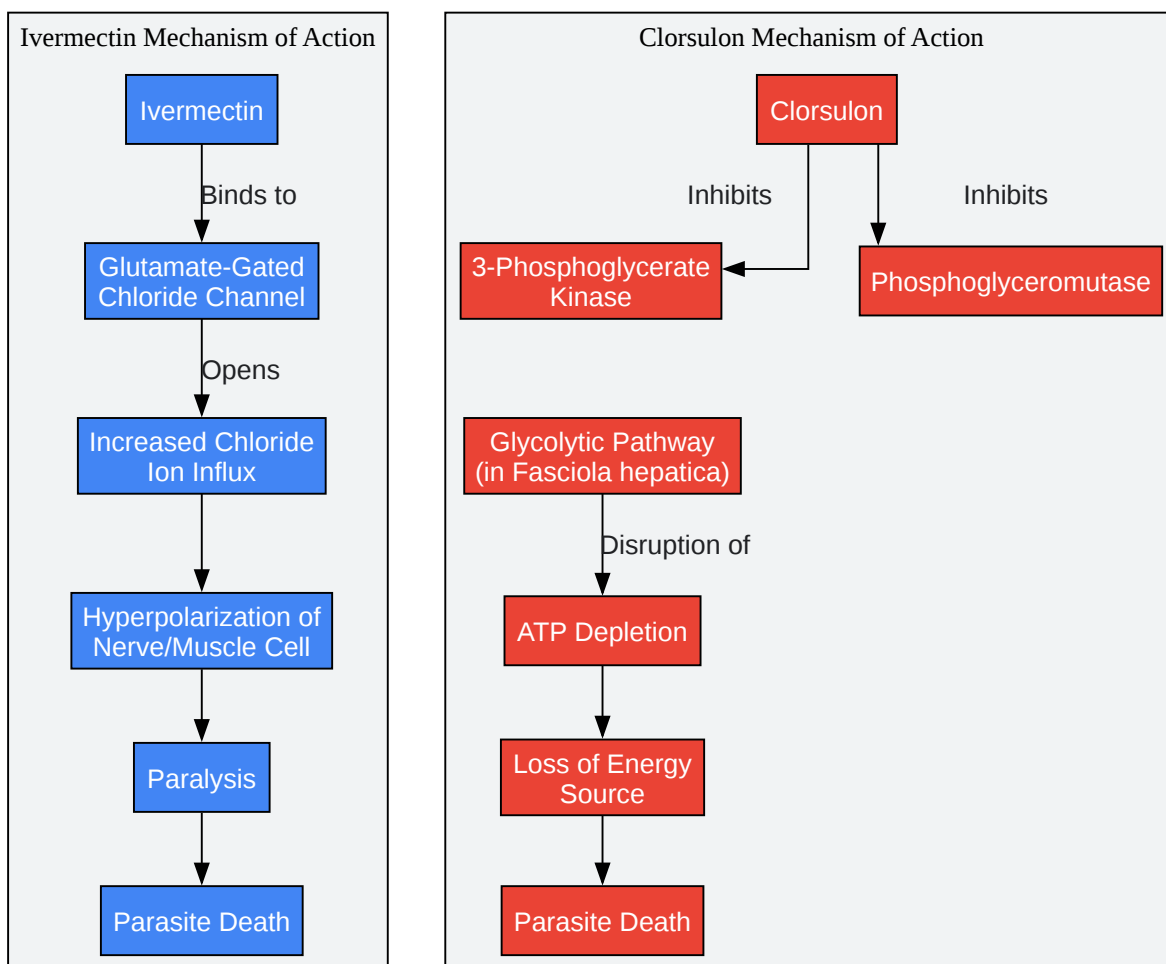 Ivermectin Mechanism of Action
Ivermectin
Binds to
Glutamate-Gated
Chloride Channel
Opens
Increased Chloride
Ion Influx
Hyperpolarization of
Nerve/Muscle Cell
Paralysis
Parasite Death
Clorsulon Mechanism of Action
Clorsulon
Inhibits
Inhibits
3-Phosphoglycerate
Kinase
Phosphoglyceromutase
Glycolytic Pathway
(in Fasciola hepatica)
Disruption of
ATP Depletion
Loss of Energy
Source
Parasite Death